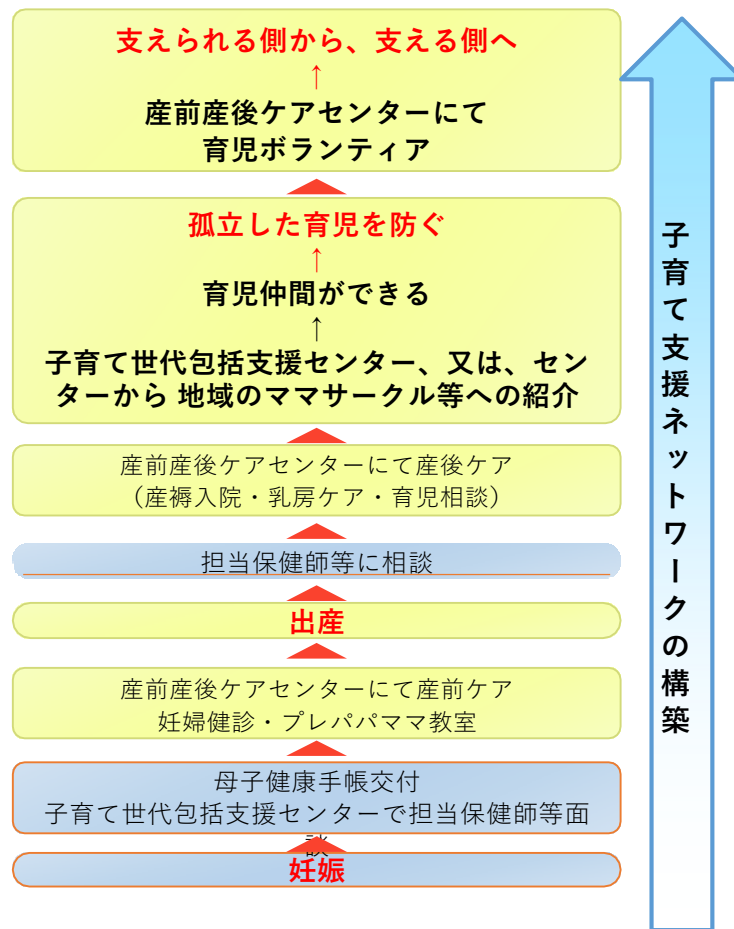 支えられる側から、支える側へ
↑
産前産後ケアセンターにて
育児ボランティア
孤立した育児を防ぐ
↑
育児仲間ができる
↑
子育て世代包括支援センター、又は、セン
ターから 地域のママサークル等への紹介
産前産後ケアセンターにて産後ケア
（産褥入院・乳房ケア・育児相談）
担当保健師等に相談
出産
産前産後ケアセンターにて産前ケア
妊婦健診・プレパパママ教室
母子健康手帳交付
子育て世代包括支援センターで担当保健師等面
談
妊娠
子育て支援ネットワークの構築